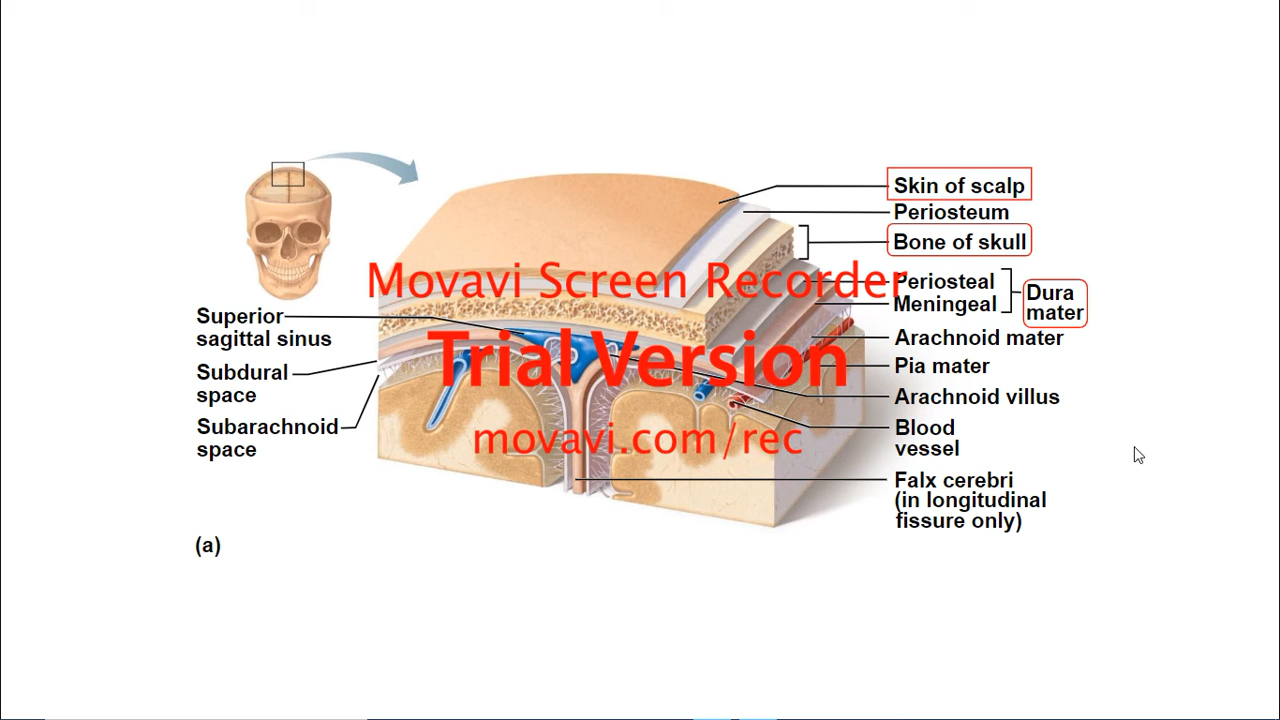 Skin of scalp
Periosteum
Bone of skull
Periosteal
Meningeal
Dura
mater
Arachnoid mater
Pia mater
Arachnoid villus
Blood
vessel
Falx cerebri
(in longitudinal
fissure only)
Superior
sagittal sinus
Subdural
space
Subarachnoid
space
(a)
Movavi Screen Recorder
Trial Version
movavi.com/rec